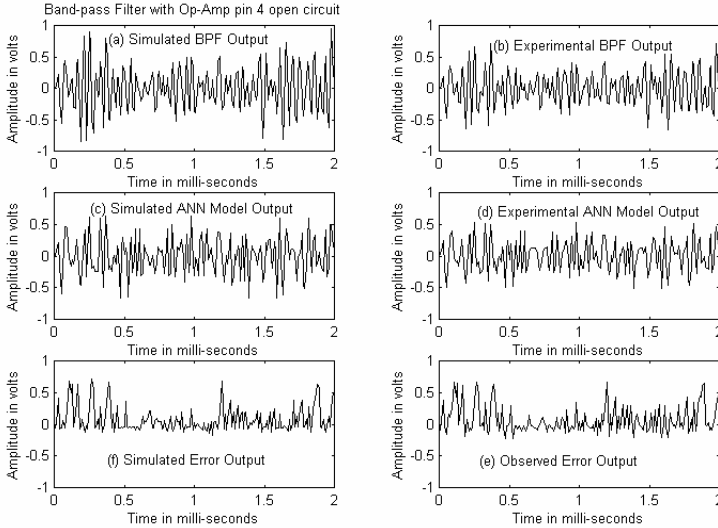 Band-pass Filter with Op-Amp pin 4 open circuit
(a) Simulated BPF Output
Amplitude in volts
1
0.5
0
-0.5
-1
0 0.5 1 1.5 2
Time in milli-seconds
(b) Experimental BPF Output
Amplitude in volts
1
0.5
0
-0.5
-1
0 0.5 1 1.5 2
Time in milli-seconds
(c) Simulated ANN Model Output
Amplitude in volts
1
0.5
0
-0.5
-1
0 0.5 1 1.5 2
Time in milli-seconds
(d) Experimental ANN Model Output
Amplitude in volts
1
0.5
0
-0.5
-1
0 0.5 1 1.5 2
Time in milli-seconds
(f) Simulated Error Output
Amplitude in volts
1
0.5
0
-0.5
-1
0 0.5 1 1.5 2
Time in milli-seconds
(e) Observed Error Output
Amplitude in volts
1
0.5
0
-0.5
-1
0 0.5 1 1.5 2
Time in milli-seconds